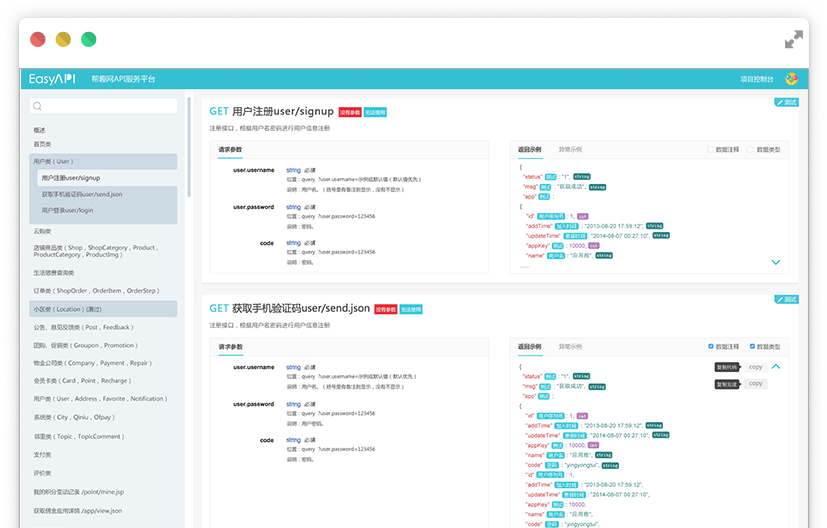 EasyAPI
帮趣网API服务平台
项目控制台
概述
首页类
用户类 ( User )
用户注册user/signup
获取手机验证码user/send.json
用户登录user/login
云购类
店铺商品类 ( Shop , ShopCategory , Product ,
ProductCategory , ProductImg )
生活缴费查询类
订单类 ( ShopOrder , OrderItem , OrderStep )
小区类 ( Location ) (测过)
公告、意见反馈类 ( Post , Feedback )
团购、促销类 ( Groupon , Promotion )
物业公司类 ( Company , Payment , Repair )
会员卡类 ( Card , Point , Recharge )
用户类 ( User , Address , Favorite , Notification )
系统类 ( City , Qiniu , Ofpay )
邻里类 ( Topic , TopicComment )
支付类
评价类
我的积分变动记录 /point/mine.jsp
获取佣金应用详情 /app/view.json
GET 用户注册user/signup 没有参数 无法使用
测试
注册接口，根据用户名密码进行用户信息注册
请求参数
user.username string 必填
位置：query ?user.username=示例或默认值 ( 默认值优先 )
说明：用户名。( 括号里有备注则显示，没有不显示 )
user.password string 必填
位置：query ?user.password=123456
说明：密码。
code string 必填
位置：query ?user.password=123456
说明：密码。
返回示例 异常示例 数据注释 数据类型
{
"status" 测试 : "1", string
"msg" 测试 : "获取成功", string
"app" 测试 :
{
"id" 用户序列号 : 1, int
"addTime" 加入时间 : "2013-08-20 17:59:12", string
"updateTime" 更新时间 : "2014-08-07 00:27:10", string
"appKey" 测试 : 10000, int
"name" 用户名 : "应用推", string
......
GET 获取手机验证码user/send.json 没有参数 无法使用
测试
注册接口，根据用户名密码进行用户信息注册
请求参数
user.username string 必填
位置：query ?user.username=示例或默认值 ( 默认优先 )
说明：用户名。( 括号里有备注则显示，没有不显示 )
user.password string 必填
位置：query ?user.password=123456
说明：用户密码。
code string 必填
位置：query ?user.password=123456
说明：密码。
返回示例 异常示例 数据注释 数据类型
复制代码 copy
复制完成 copy
{
"status" 测试 : "1", string
"msg" 测试 : "获取成功", string
"app" 测试 :
{
"id" 用户序列号 : 1, int
"addTime" 加入时间 : "2013-08-20 17:59:12", string
"updateTime" 更新时间 : "2014-08-07 00:27:10", string
"appKey" 测试 : 10000, int
"name" 用户名 : "应用推", string
"code" 密码 : "yingyongtui", string
"id" 用户序列号 : 1,
"addTime" 加入时间 : "2013-08-20 17:59:12",
"updateTime" 更新时间 : "2014-08-07 00:27:10",
"appKey" 测试 : 10000,
"name" 用户名 : "应用推",
"code" 密码 : "yingyongtui",